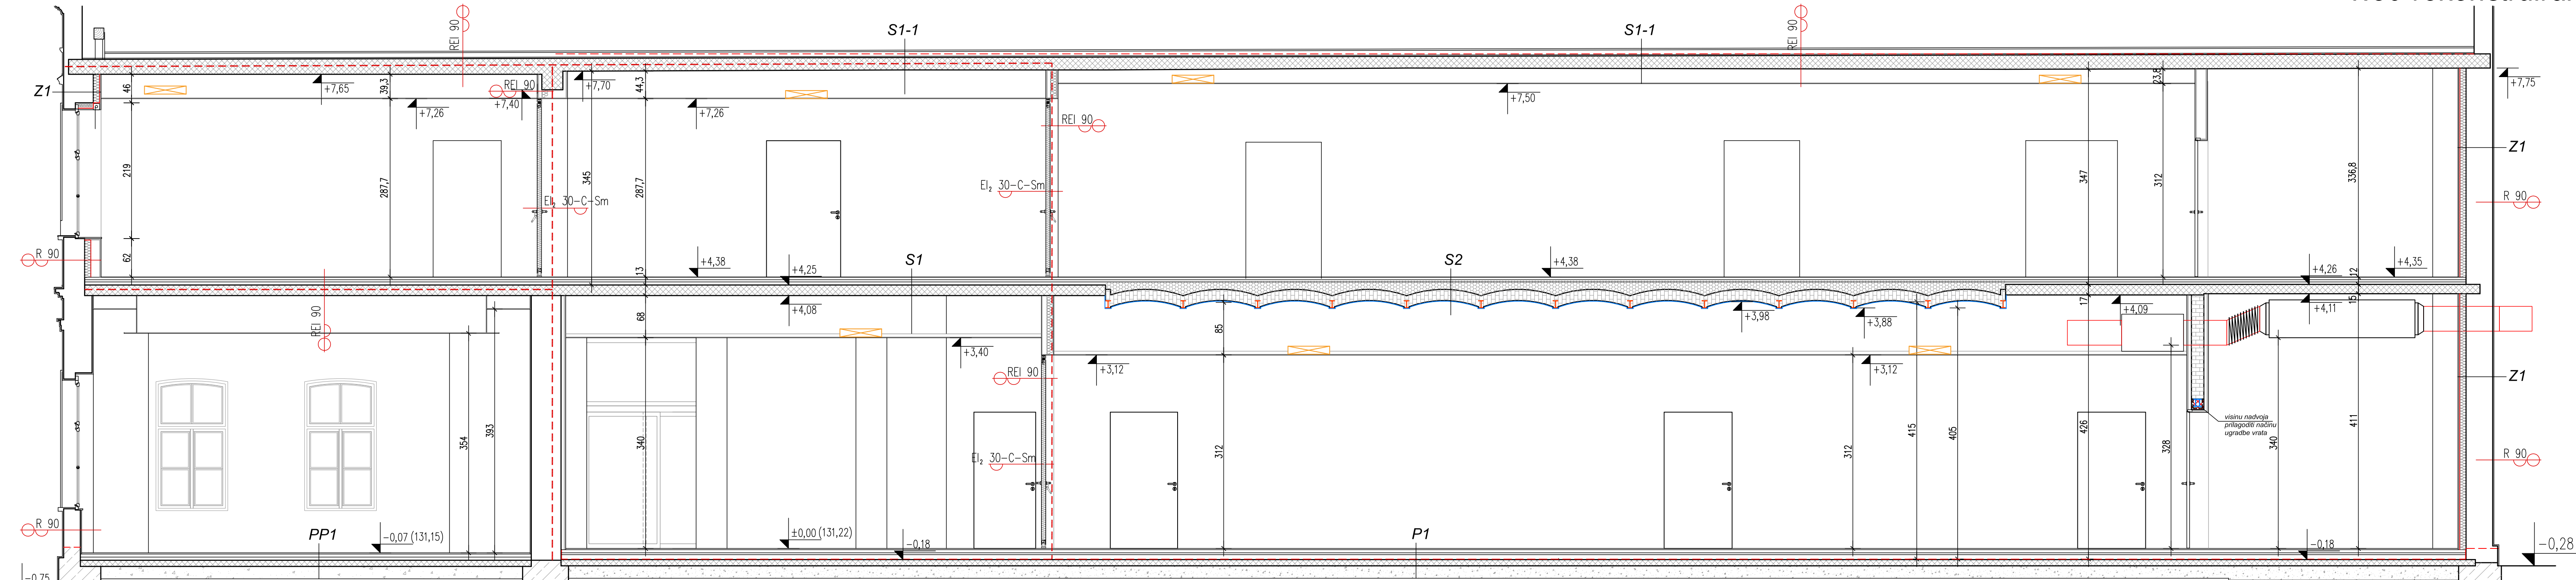 REI 90
S1-1
S1-1
REI 90
Z1
46
39,3
+7,65
REI 90
+7,40
+7,70
44,3
23,8
+7,75
+7,26
+7,26
+7,50
REI 90
219
287,7
345
287,7
347
312
336,8
Z1
EI₂ 30-C-Sm
EI₂ 30-C-Sm
R 90
R 90
62
13
+4,38
+4,25
S1
S2
+4,38
+4,26
12
+4,35
REI 90
68
+4,08
85
+3,98
+3,88
17
+4,09
15
+4,11
+3,40
+3,12
+3,12
REI 90
Z1
354
393
340
312
312
415
405
426
328
340
411
visinu nadvoja
prilagoditi načinu
ugradbe vrata
EI₂ 30-C-Sm
R 90
R 90
PP1
-0,07 (131,15)
±0,00 (131,22)
-0,18
P1
-0,18
-0,28
-0,75